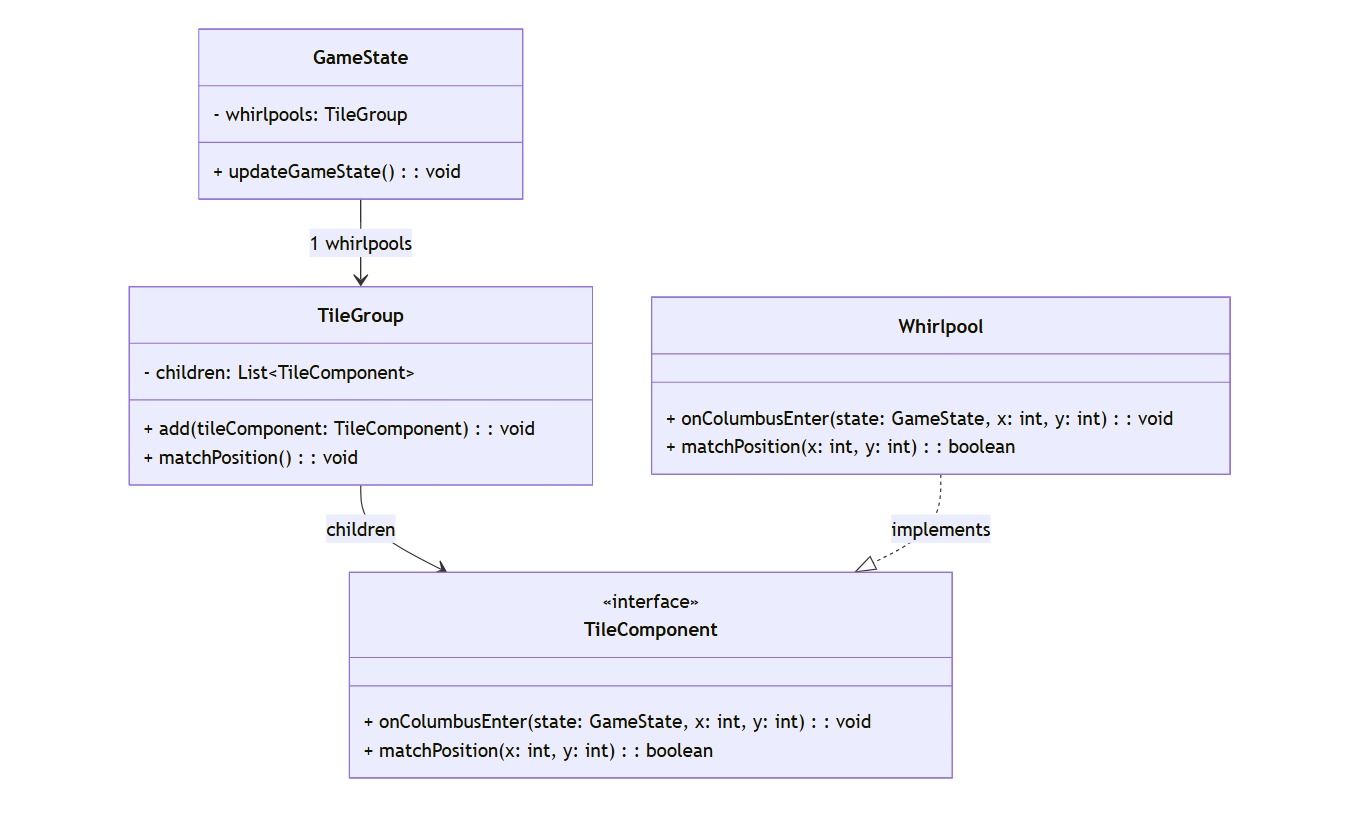 GameState
- whirlpools: TileGroup
+ updateGameState() : : void
1 whirlpools
TileGroup
- children: List<TileComponent>
+ add(tileComponent: TileComponent) : : void
+ matchPosition() : : void
Whirlpool
+ onColumbusEnter(state: GameState, x: int, y: int) : : void
+ matchPosition(x: int, y: int) : : boolean
children
implements
«interface»
TileComponent
+ onColumbusEnter(state: GameState, x: int, y: int) : : void
+ matchPosition(x: int, y: int) : : boolean